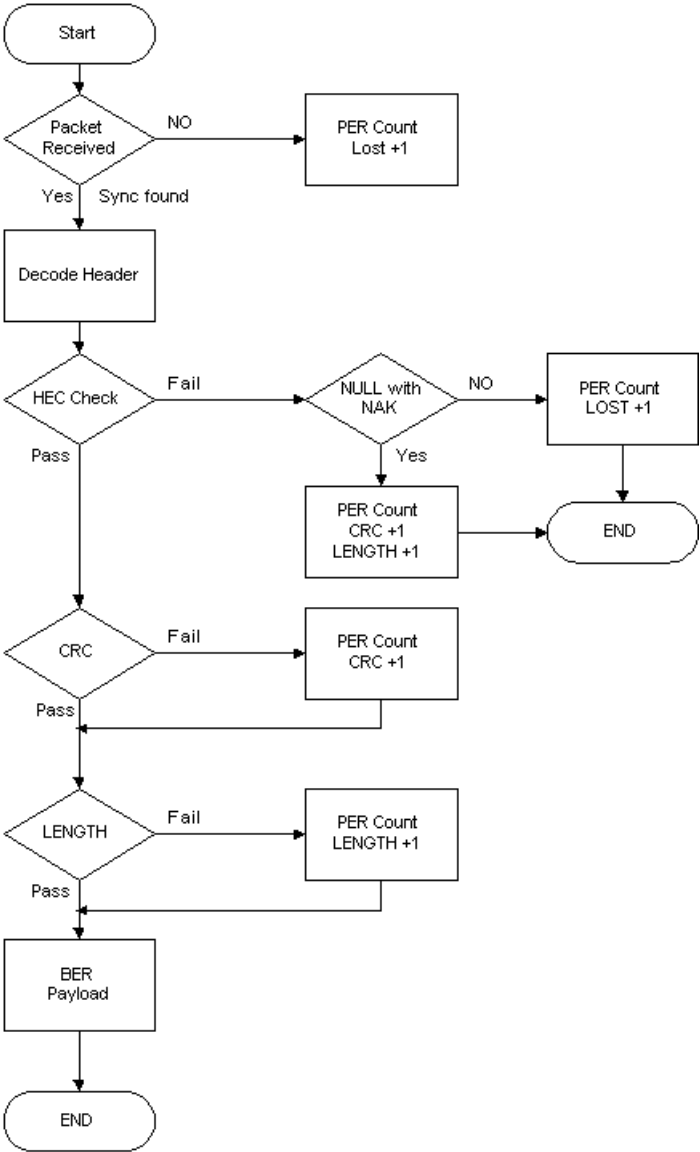 Start
Packet
Received
NO
PER Count
Lost +1
Yes
Sync found
Decode Header
HEC Check
Fail
NULL with
NAK
NO
PER Count
LOST +1
Pass
Yes
PER Count
CRC +1
LENGTH +1
END
CRC
Fail
PER Count
CRC +1
Pass
LENGTH
Fail
PER Count
LENGTH +1
Pass
BER
Payload
END